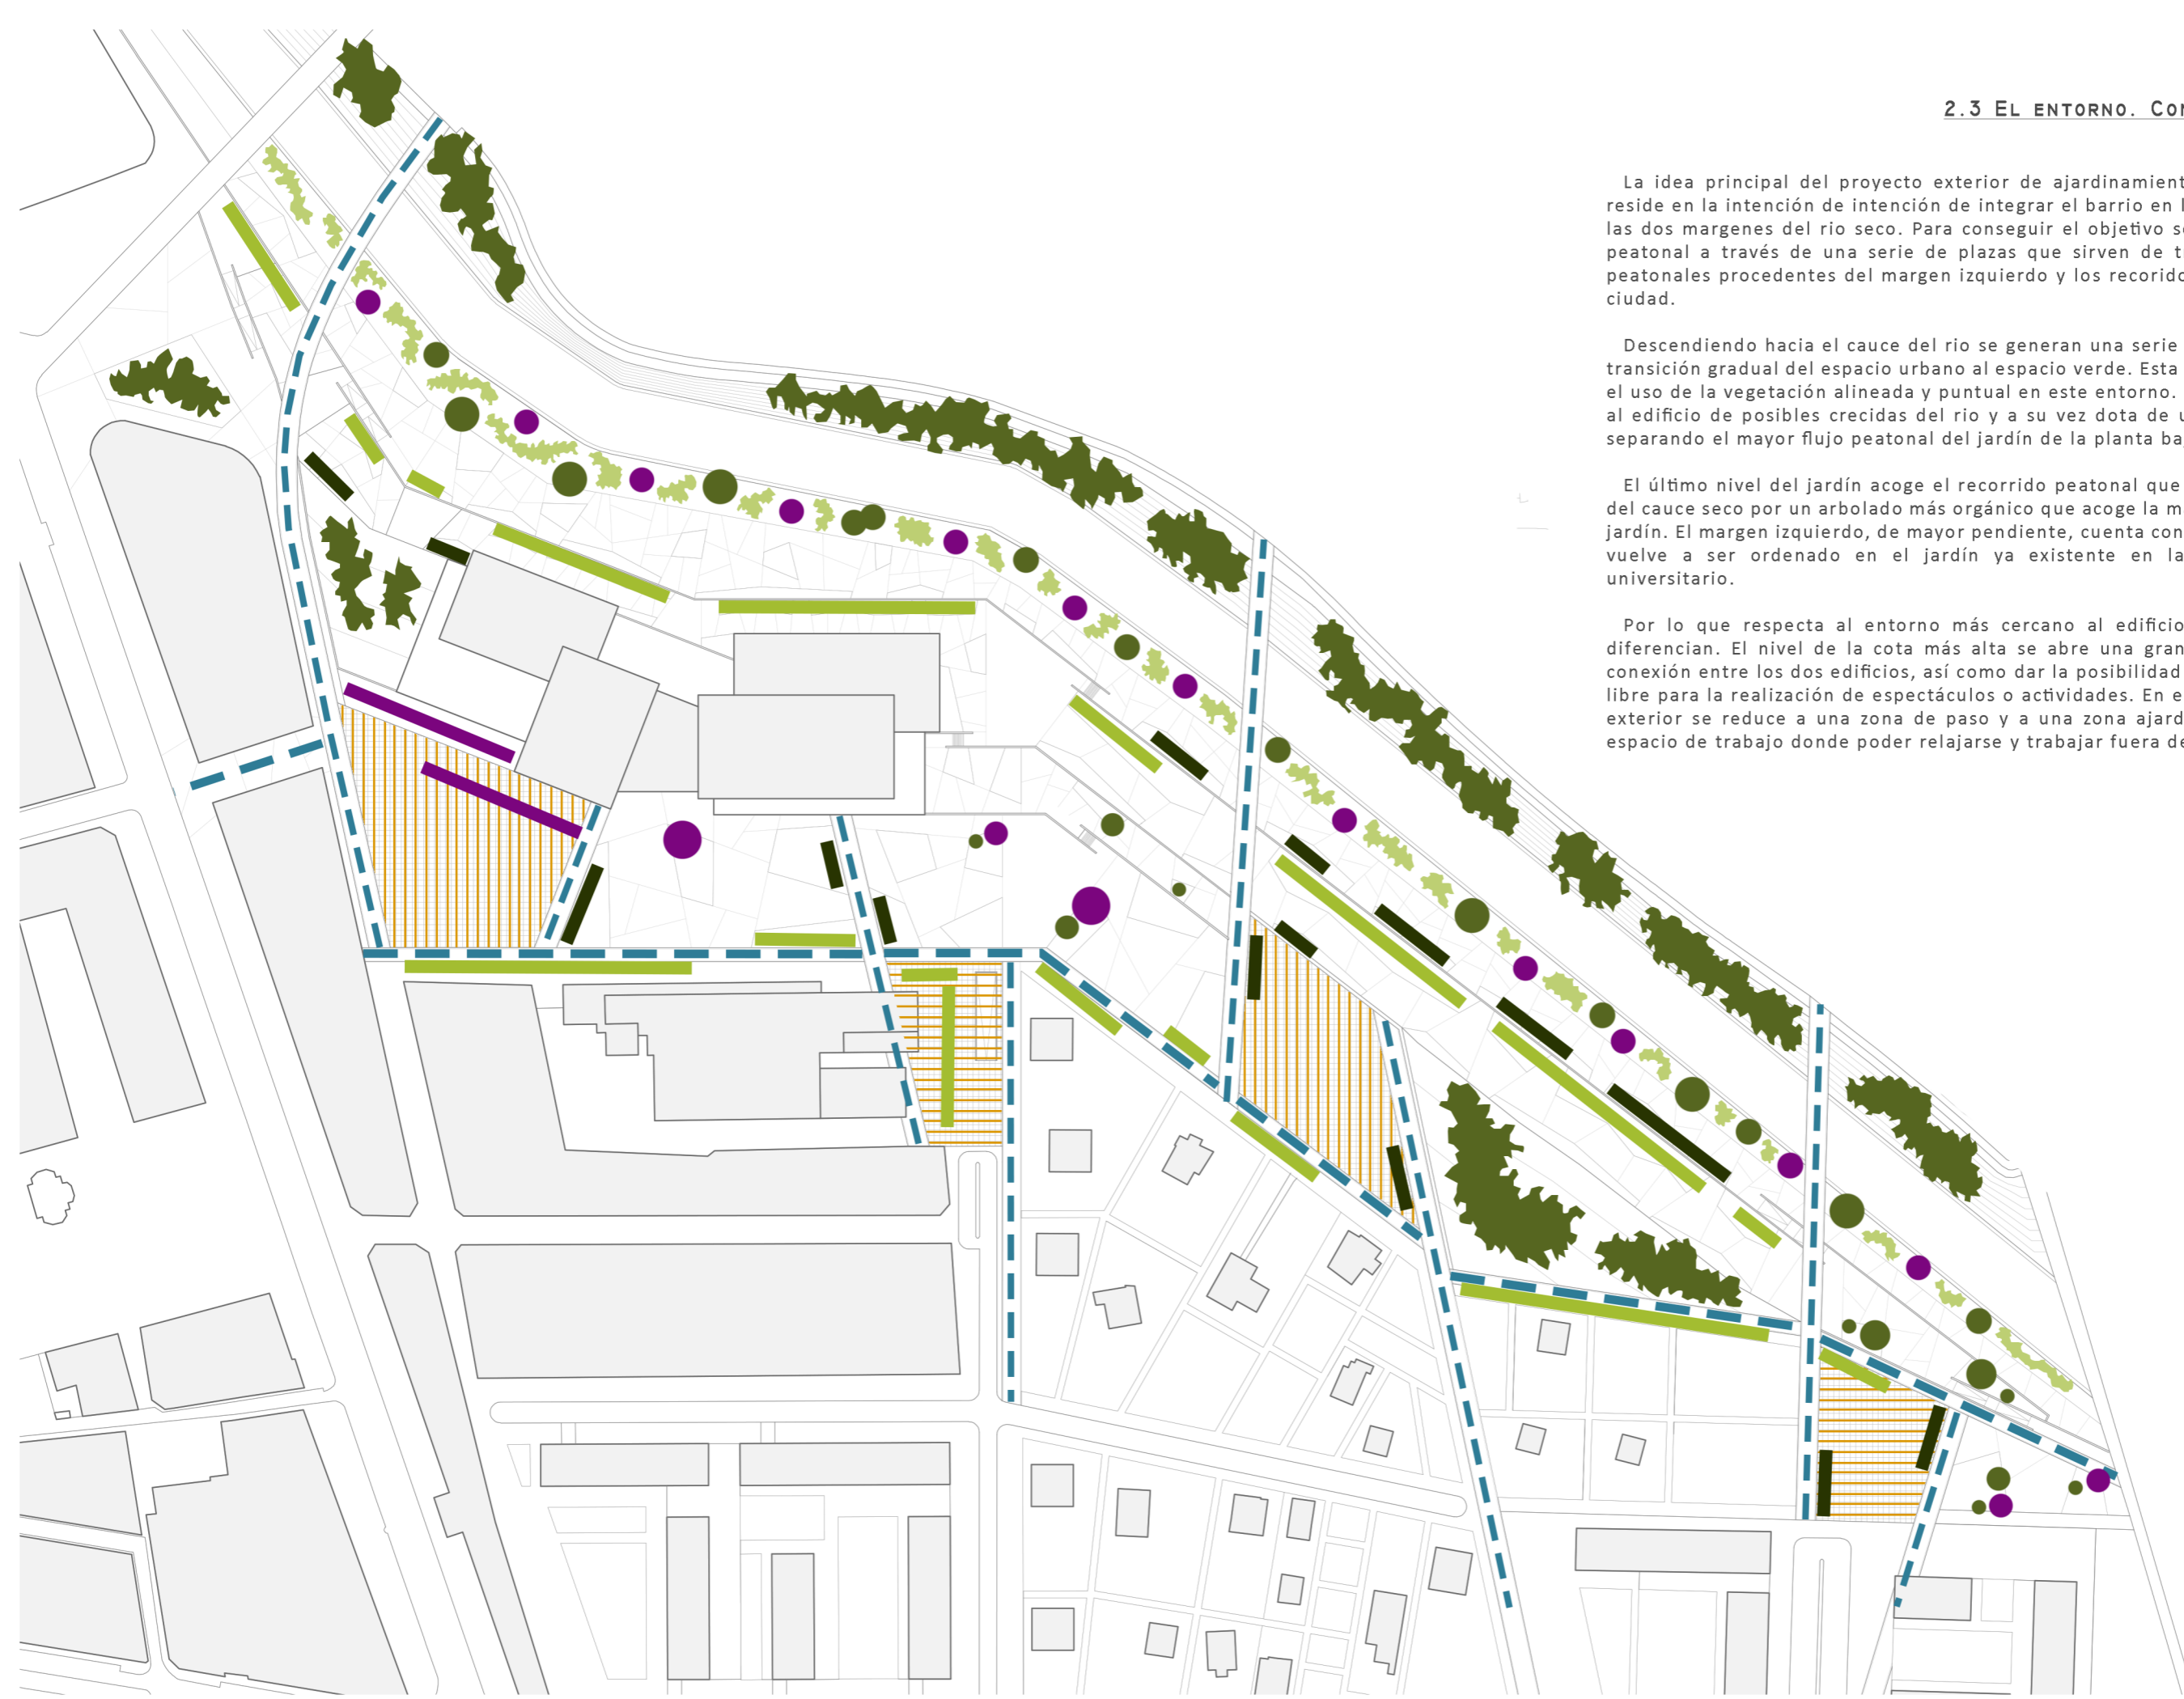 2.3 El entorno. Con
La idea principal del proyecto exterior de ajardinamient
reside en la intención de intención de integrar el barrio en l
las dos margenes del rio seco. Para conseguir el objetivo s
peatonal a través de una serie de plazas que sirven de t
peatonales procedentes del margen izquierdo y los recorido
ciudad.
Descendiendo hacia el cauce del rio se generan una serie
transición gradual del espacio urbano al espacio verde. Esta
el uso de la vegetación alineada y puntual en este entorno.
al edificio de posibles crecidas del rio y a su vez dota de u
separando el mayor flujo peatonal del jardín de la planta ba
El último nivel del jardín acoge el recorrido peatonal que
del cauce seco por un arbolado más orgánico que acoge la m
jardín. El margen izquierdo, de mayor pendiente, cuenta con
vuelve a ser ordenado en el jardín ya existente en la
universitario.
Por lo que respecta al entorno más cercano al edificio
diferencian. El nivel de la cota más alta se abre una gran
conexión entre los dos edificios, así como dar la posibilidad
libre para la realización de espectáculos o actividades. En e
exterior se reduce a una zona de paso y a una zona ajard
espacio de trabajo donde poder relajarse y trabajar fuera de